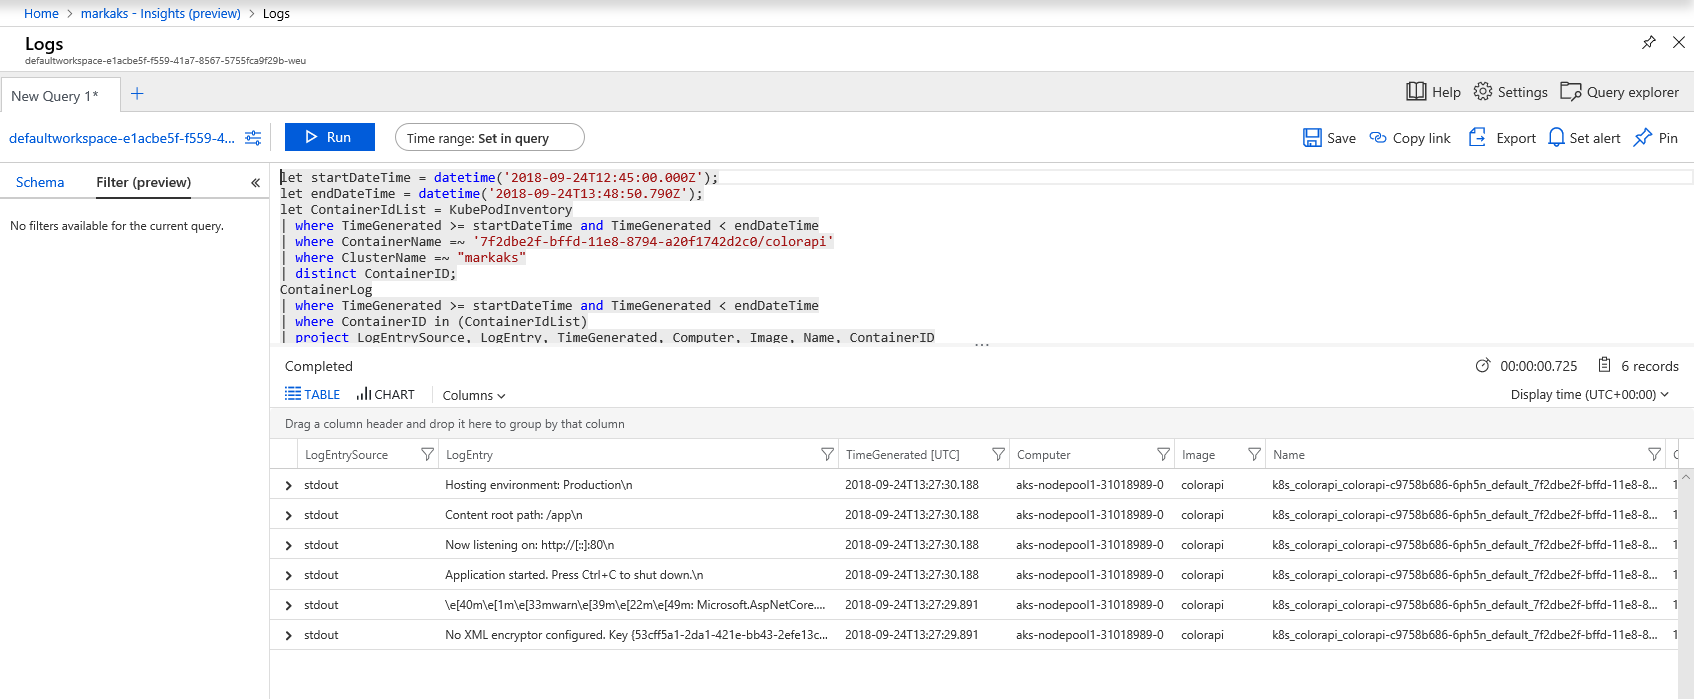 Home > markaks - Insights (preview) > Logs
Logs
defaultworkspace-e1acbe5f-f559-41a7-8567-5755fca9f29b-weu
New Query 1* +
Help Settings Query explorer
defaultworkspace-e1acbe5f-f559-4... Run Time range: Set in query Save Copy link Export Set alert Pin
Schema Filter (preview) «
No filters available for the current query.
let startDateTime = datetime('2018-09-24T12:45:00.000Z');
let endDateTime = datetime('2018-09-24T13:48:50.790Z');
let ContainerIdList = KubePodInventory
| where TimeGenerated >= startDateTime and TimeGenerated < endDateTime
| where ContainerName =~ '7f2dbe2f-bffd-11e8-8794-a20f1742d2c0/colorapi'
| where ClusterName =~ "markaks"
| distinct ContainerID;
ContainerLog
| where TimeGenerated >= startDateTime and TimeGenerated < endDateTime
| where ContainerID in (ContainerIdList)
| project LogEntrySource, LogEntry, TimeGenerated, Computer, Image, Name, ContainerID
...
Completed 00:00:00.725 6 records
TABLE CHART Columns Display time (UTC+00:00)
Drag a column header and drop it here to group by that column
LogEntrySource LogEntry TimeGenerated [UTC] Computer Image Name
stdout Hosting environment: Production\n 2018-09-24T13:27:30.188 aks-nodepool1-31018989-0 colorapi k8s_colorapi_colorapi-c9758b686-6ph5n_default_7f2dbe2f-bffd-11e8-8... 1
stdout Content root path: /app\n 2018-09-24T13:27:30.188 aks-nodepool1-31018989-0 colorapi k8s_colorapi_colorapi-c9758b686-6ph5n_default_7f2dbe2f-bffd-11e8-8... 1
stdout Now listening on: http://[::]:80\n 2018-09-24T13:27:30.188 aks-nodepool1-31018989-0 colorapi k8s_colorapi_colorapi-c9758b686-6ph5n_default_7f2dbe2f-bffd-11e8-8... 1
stdout Application started. Press Ctrl+C to shut down.\n 2018-09-24T13:27:30.188 aks-nodepool1-31018989-0 colorapi k8s_colorapi_colorapi-c9758b686-6ph5n_default_7f2dbe2f-bffd-11e8-8... 1
stdout \e[40m\e[1m\e[33mwarn\e[39m\e[22m\e[49m: Microsoft.AspNetCore.... 2018-09-24T13:27:29.891 aks-nodepool1-31018989-0 colorapi k8s_colorapi_colorapi-c9758b686-6ph5n_default_7f2dbe2f-bffd-11e8-8... 1
stdout No XML encryptor configured. Key {53cff5a1-2da1-421e-bb43-2efe13c... 2018-09-24T13:27:29.891 aks-nodepool1-31018989-0 colorapi k8s_colorapi_colorapi-c9758b686-6ph5n_default_7f2dbe2f-bffd-11e8-8... 1